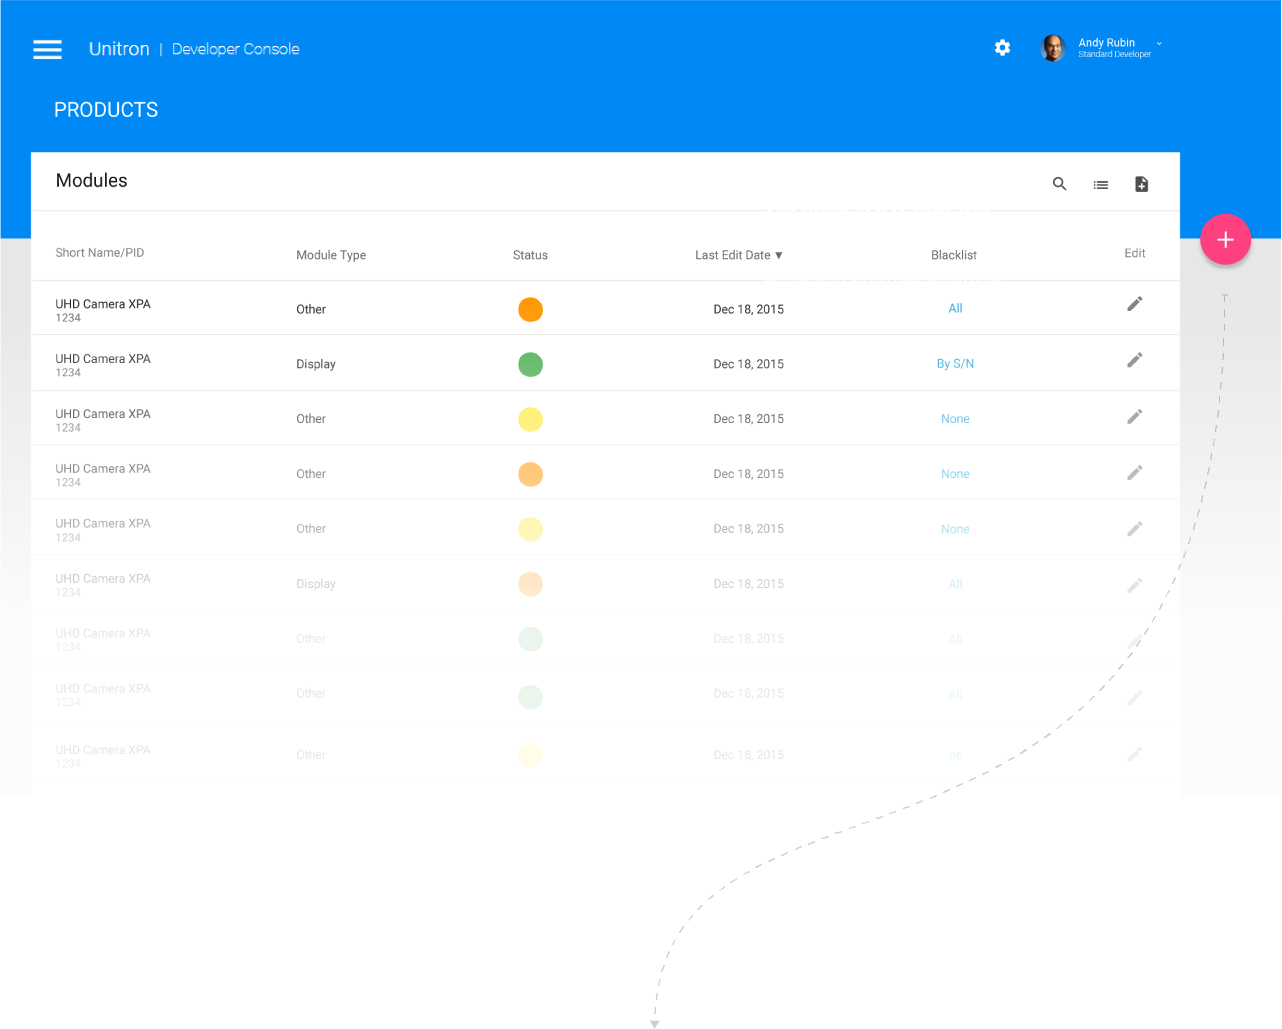 Unitron | Developer Console
Andy Rubin
Standard Developer
PRODUCTS
Modules
Short Name/PID Module Type Status Last Edit Date ▼ Blacklist Edit
UHD Camera XPA
1234
Other Dec 18, 2015 All
UHD Camera XPA
1234
Display Dec 18, 2015 By S/N
UHD Camera XPA
1234
Other Dec 18, 2015 None
UHD Camera XPA
1234
Other Dec 18, 2015 None
UHD Camera XPA
1234
Other Dec 18, 2015 None
UHD Camera XPA
1234
Display Dec 18, 2015 All
UHD Camera XPA
1234
Other Dec 18, 2015 All
UHD Camera XPA
1234
Other Dec 18, 2015 All
UHD Camera XPA
1234
Other Dec 18, 2015 ne